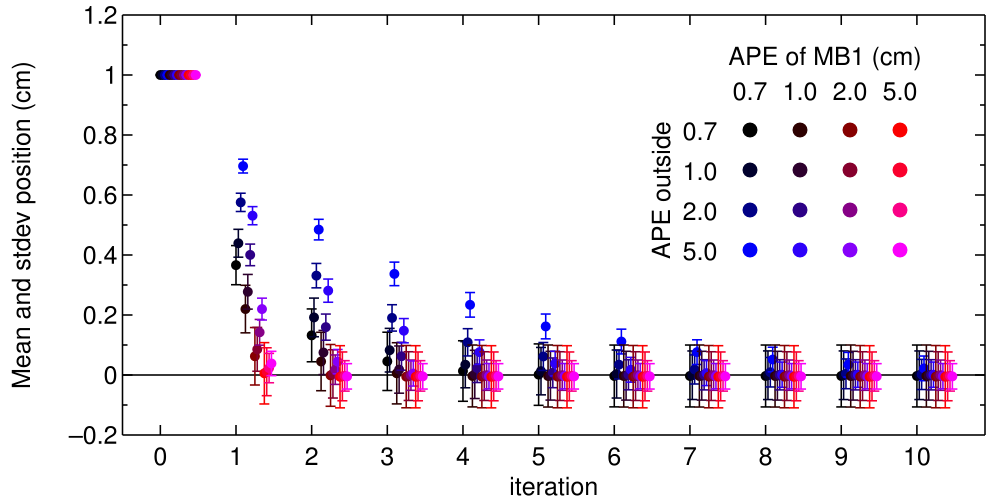 Mean and stdev position (cm)
1.2
1
0.8
0.6
0.4
0.2
0
−0.2
APE of MB1 (cm)
0.7 1.0 2.0 5.0
APE outside
0.7
1.0
2.0
5.0
0 1 2 3 4 5 6 7 8 9 10
iteration